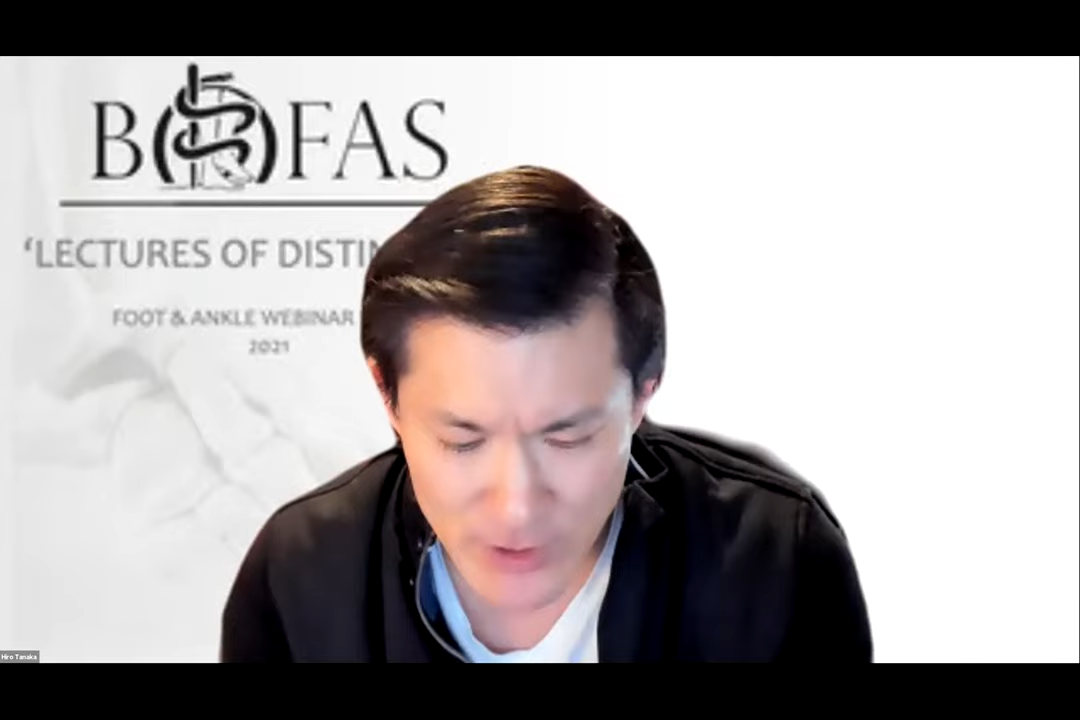 BOFAS
‘LECTURES OF DISTIN
FOOT & ANKLE WEBINAR
2021
Hiro Tanaka